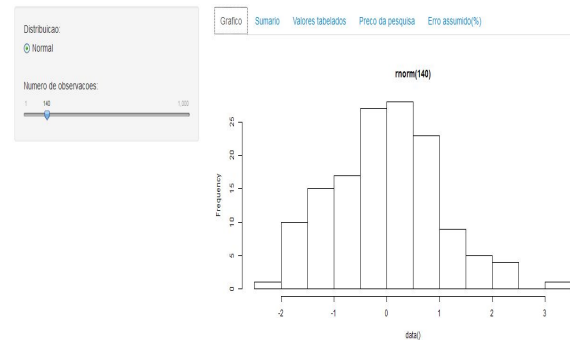 Distribuicao:
Normal
Numero de observacoes:
1 140 1,000
Grafico Sumario Valores tabelados Preco da pesquisa Erro assumido(%)
rnorm(140)
Frequency
25
20
15
10
5
0
-2 -1 0 1 2 3
data()